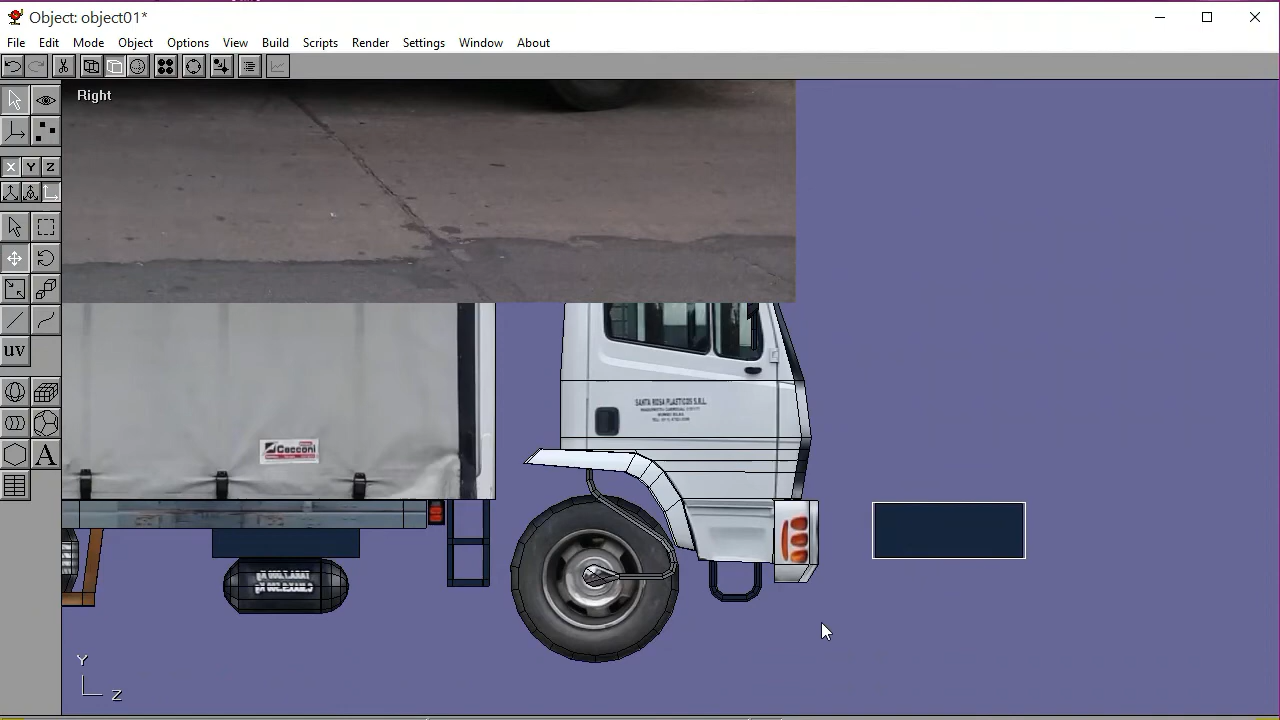 Object: object01*
File Edit Mode Object Options View Build Scripts Render Settings Window About
Right
X Y Z
uv
A
SANTA ROSA PLASTICOS S.R.L.
Cecconi
Y
Z